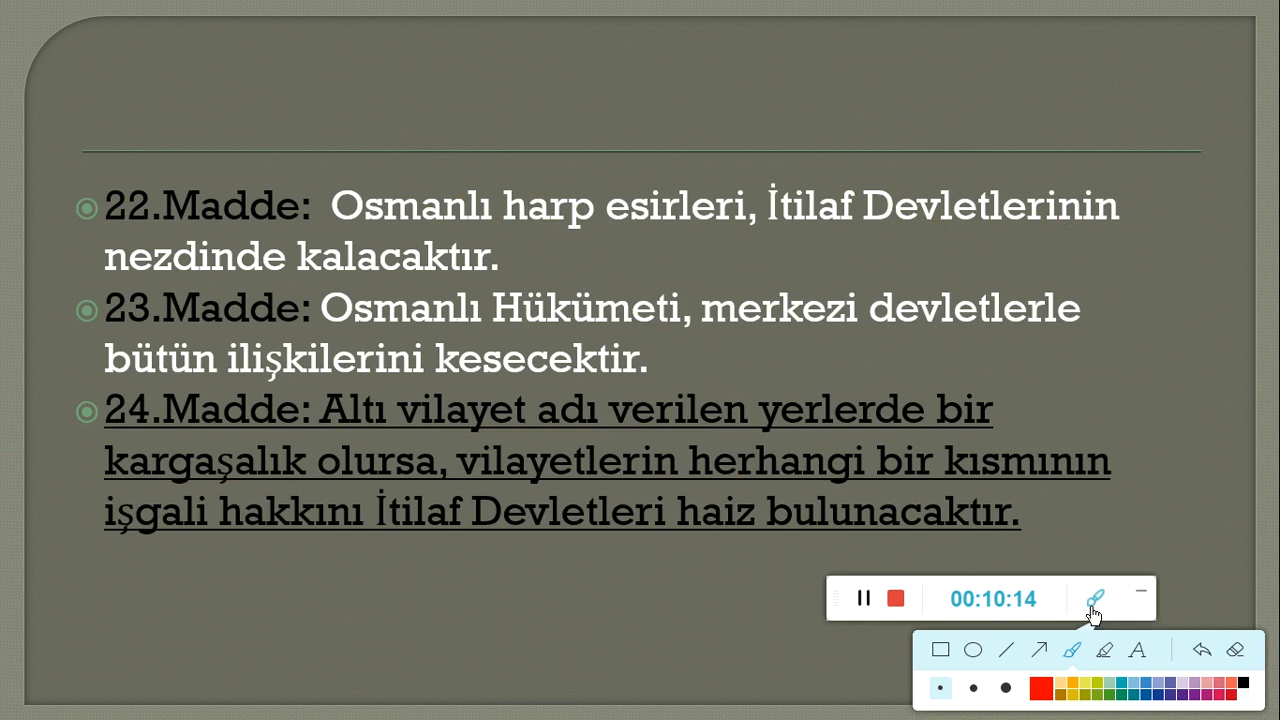 22.Madde: Osmanlı harp esirleri, İtilaf Devletlerinin
nezdinde kalacaktır.
23.Madde: Osmanlı Hükümeti, merkezi devletlerle
bütün ilişkilerini kesecektir.
24.Madde: Altı vilayet adı verilen yerlerde bir
kargaşalık olursa, vilayetlerin herhangi bir kısmının
işgali hakkını İtilaf Devletleri haiz bulunacaktır.
00:10:14
A